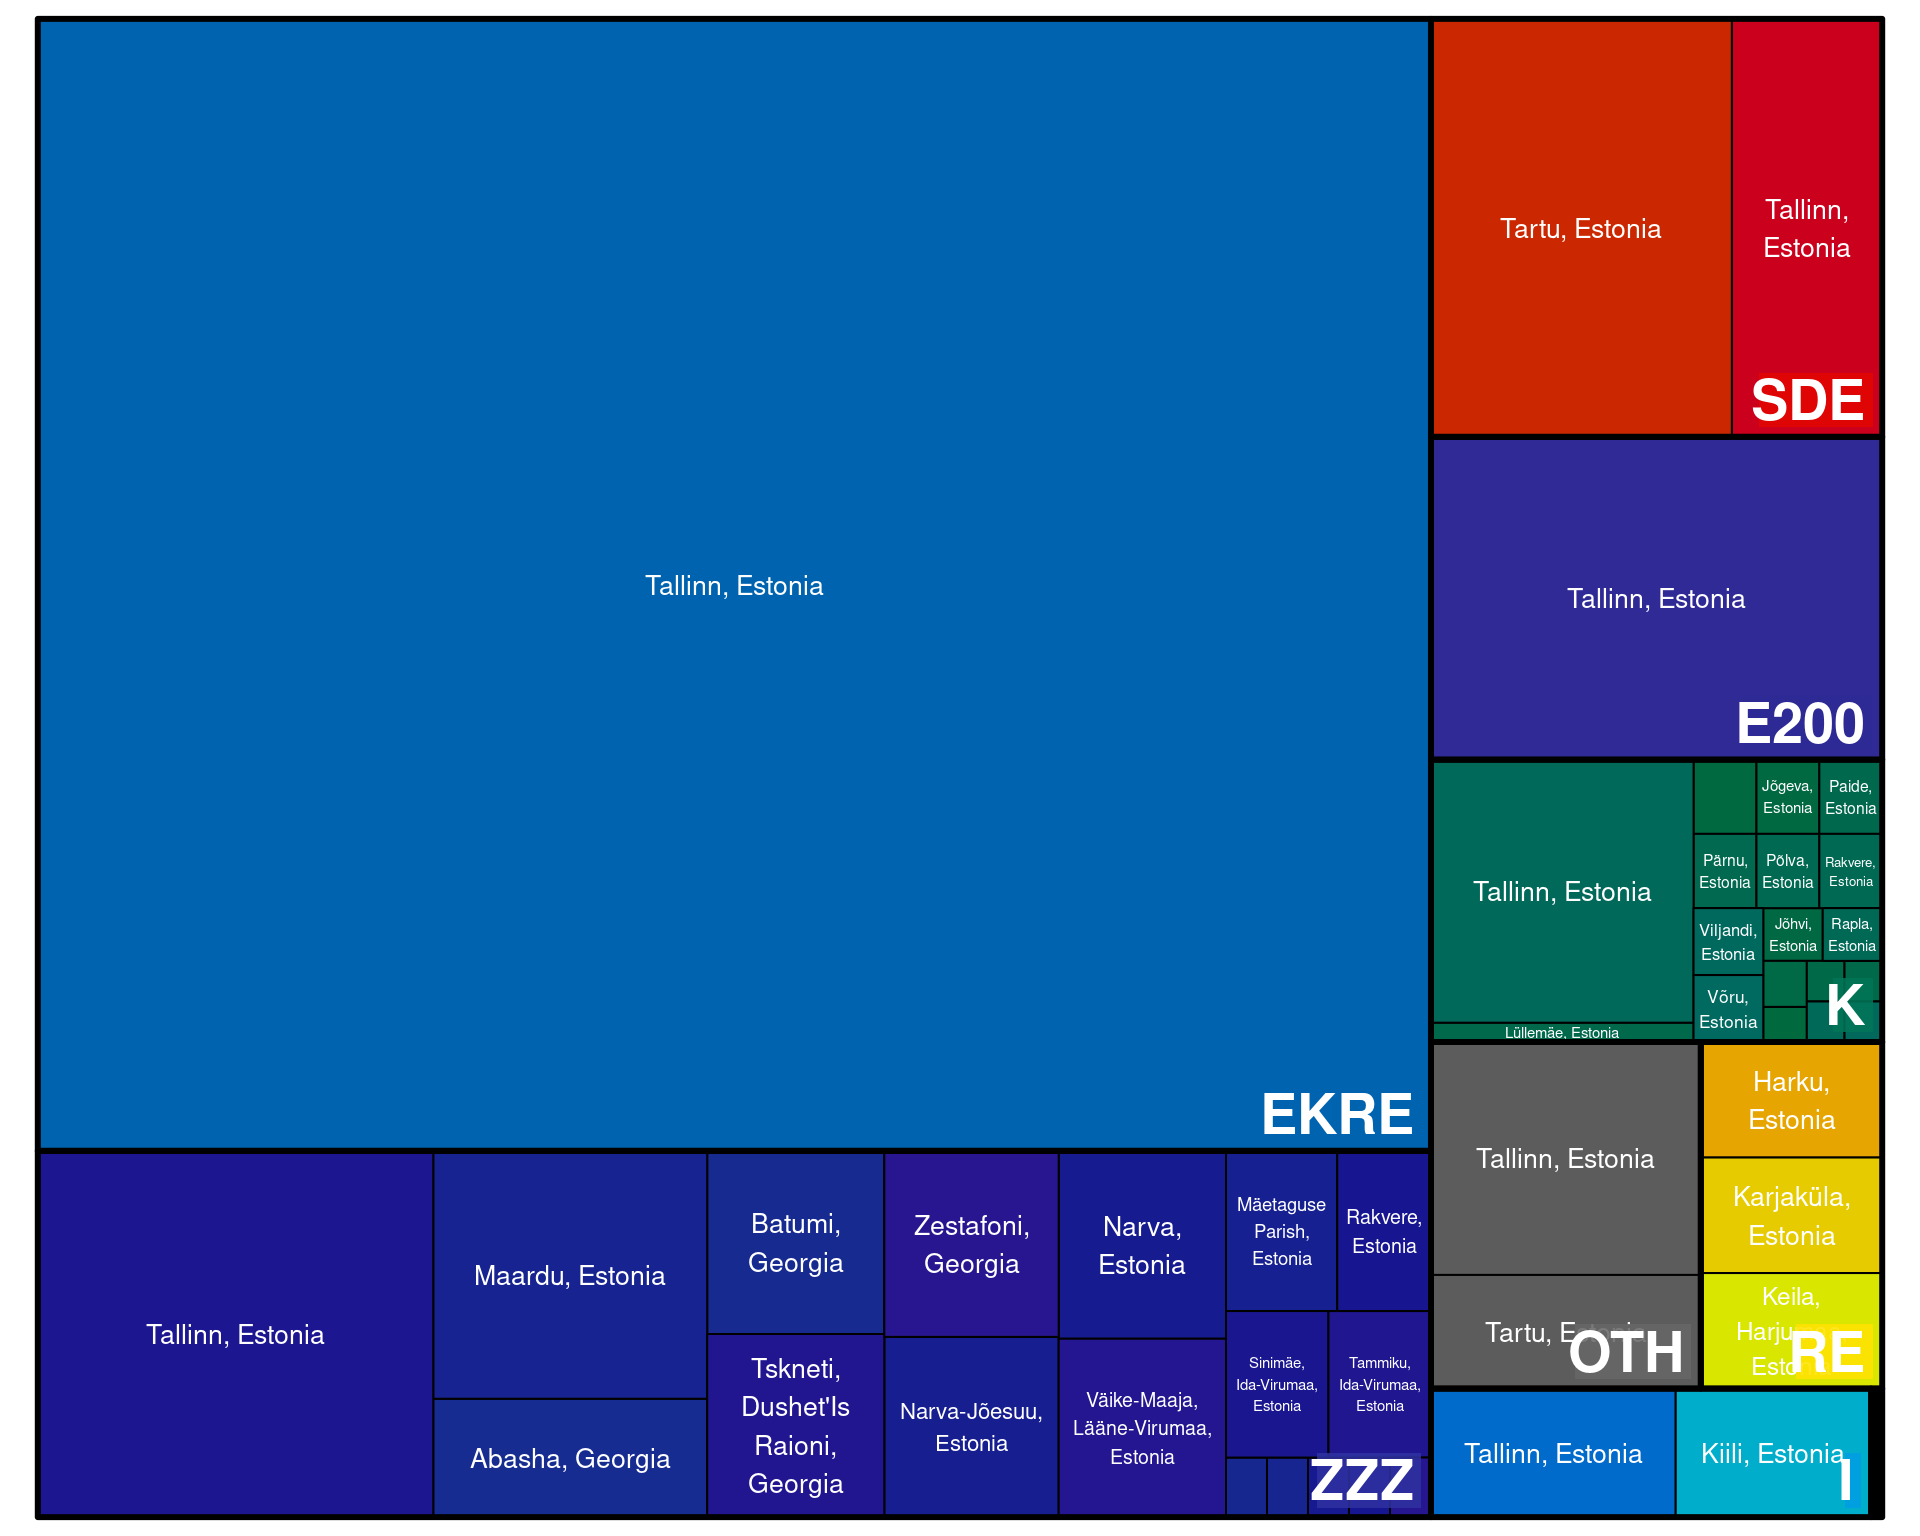 Tallinn, Estonia
EKRE
Tartu, Estonia
Tallinn,
Estonia
SDE
Tallinn, Estonia
E200
Tallinn, Estonia
Lüllemäe, Estonia
Jõgeva,
Estonia
Paide,
Estonia
Pärnu,
Estonia
Põlva,
Estonia
Rakvere,
Estonia
Viljandi,
Estonia
Jõhvi,
Estonia
Rapla,
Estonia
Võru,
Estonia
K
Tallinn, Estonia
Tartu, Estonia
OTH
Harku,
Estonia
Karjaküla,
Estonia
Keila,
RE
Tallinn, Estonia
Kiili, Estonia
I
Tallinn, Estonia
Maardu, Estonia
Abasha, Georgia
Batumi,
Georgia
Tskneti,
Dushet'Is
Raioni,
Georgia
Zestafoni,
Georgia
Narva-Jõesuu,
Estonia
Narva,
Estonia
Väike-Maaja,
Lääne-Virumaa,
Estonia
Mäetaguse
Parish,
Estonia
Rakvere,
Estonia
Sinimäe,
Ida-Virumaa,
Estonia
Tammiku,
Ida-Virumaa,
Estonia
ZZZ